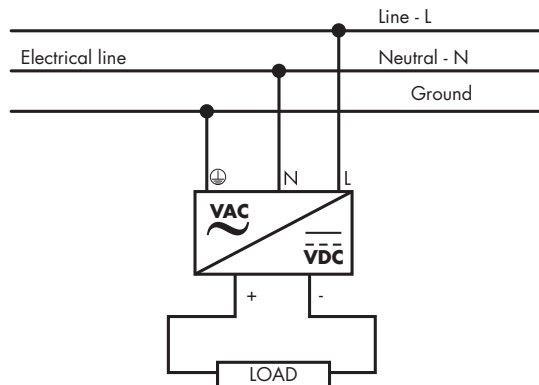 Line - L
Electrical line Neutral - N
Ground
N L
VAC
VDC
+ -
LOAD